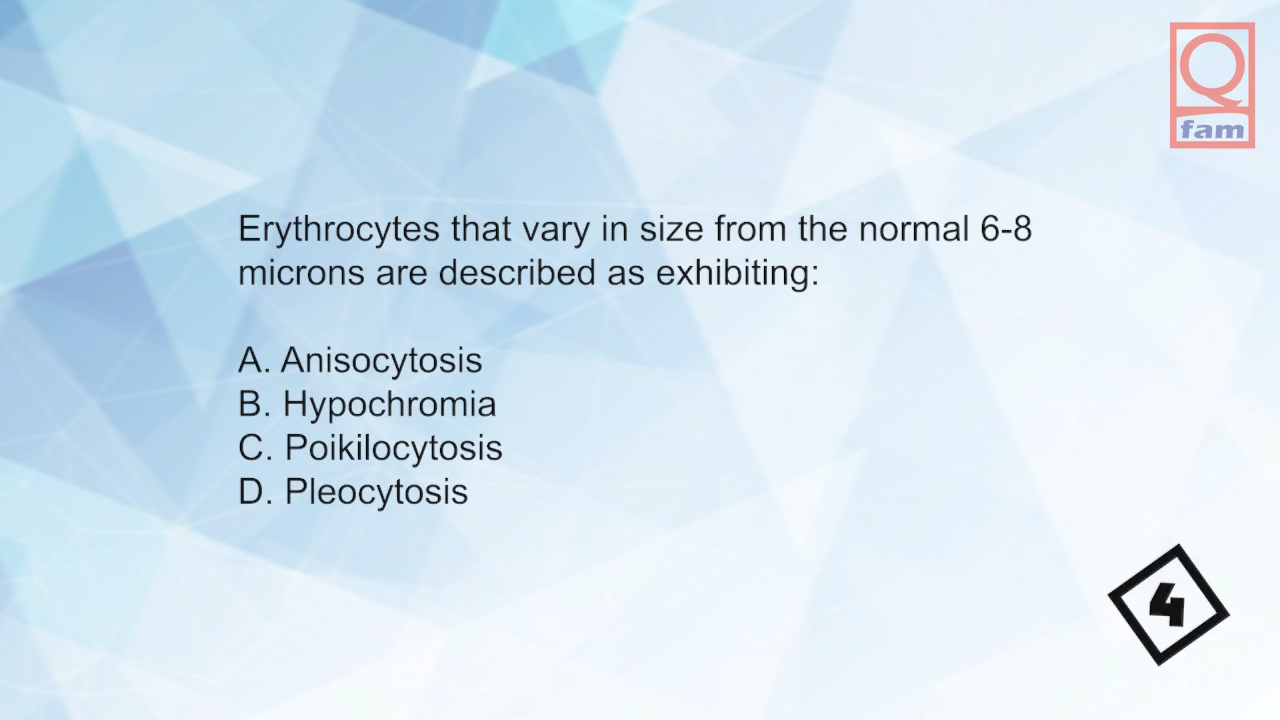 Q
fam
Erythrocytes that vary in size from the normal 6-8
microns are described as exhibiting:
A. Anisocytosis
B. Hypochromia
C. Poikilocytosis
D. Pleocytosis
4